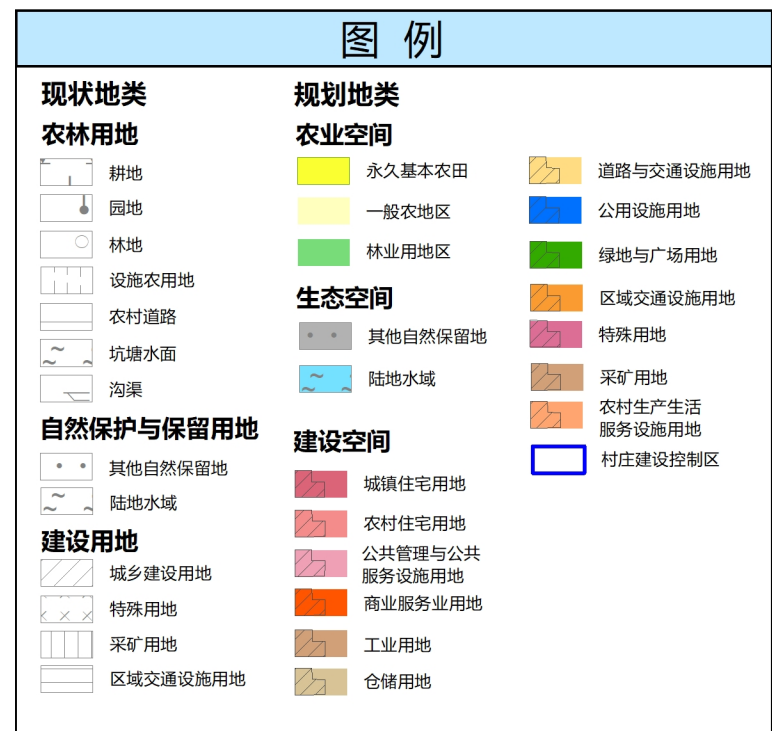 图 例
现状地类
农林用地
耕地
园地
林地
设施农用地
农村道路
坑塘水面
沟渠
自然保护与保留用地
其他自然保留地
陆地水域
建设用地
城乡建设用地
特殊用地
采矿用地
区域交通设施用地
规划地类
农业空间
永久基本农田
一般农地区
林业用地区
生态空间
其他自然保留地
陆地水域
建设空间
城镇住宅用地
农村住宅用地
公共管理与公共
服务设施用地
商业服务业用地
工业用地
仓储用地
道路与交通设施用地
公用设施用地
绿地与广场用地
区域交通设施用地
特殊用地
采矿用地
农村生产生活
服务设施用地
村庄建设控制区